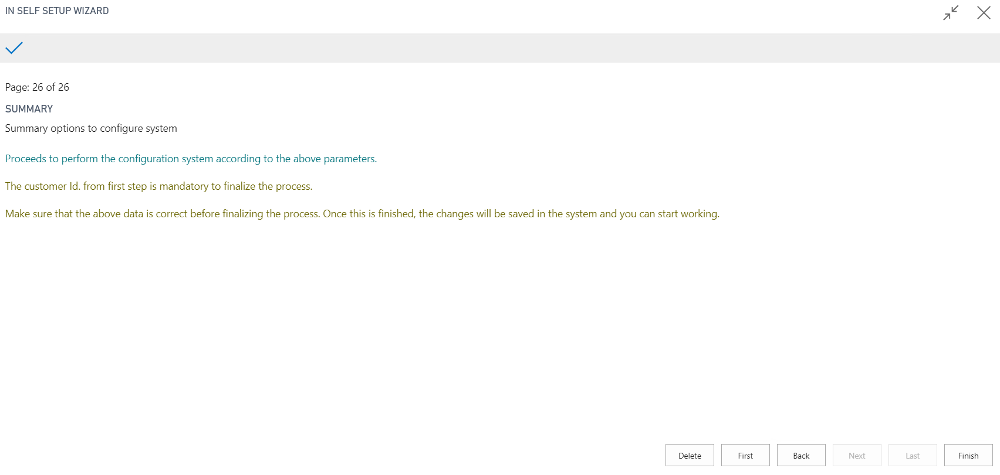 IN SELF SETUP WIZARD
Page: 26 of 26
SUMMARY
Summary options to configure system
Proceeds to perform the configuration system according to the above parameters.
The customer Id. from first step is mandatory to finalize the process.
Make sure that the above data is correct before finalizing the process. Once this is finished, the changes will be saved in the system and you can start working.
Delete First Back Next Last Finish